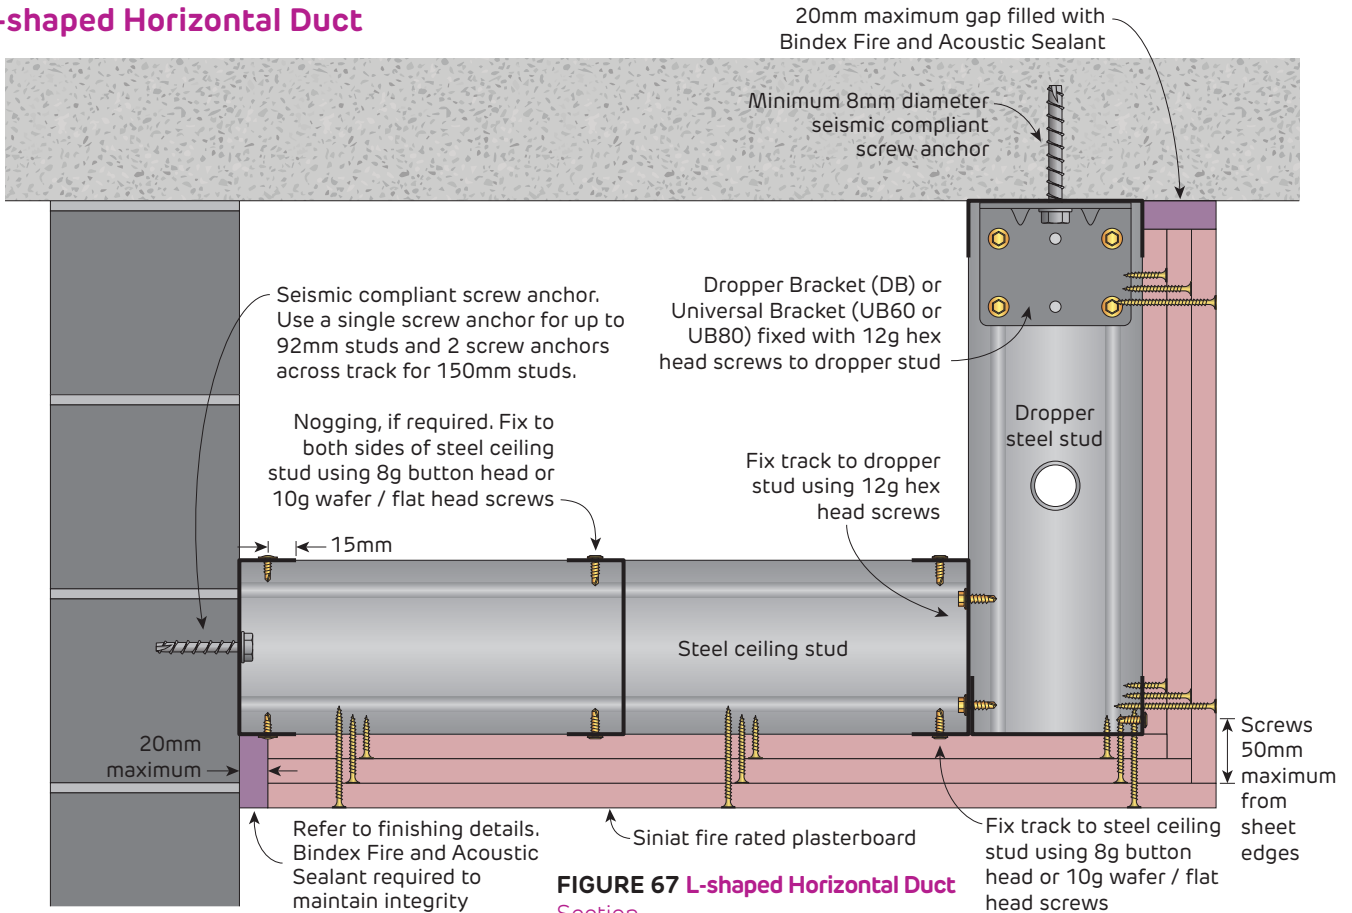 -shaped Horizontal Duct
20mm maximum gap filled with
Bindex Fire and Acoustic Sealant
Minimum 8mm diameter
seismic compliant
screw anchor
Seismic compliant screw anchor.
Use a single screw anchor for up to
92mm studs and 2 screw anchors
across track for 150mm studs.
Dropper Bracket (DB) or
Universal Bracket (UB60 or
UB80) fixed with 12g hex
head screws to dropper stud
Nogging, if required. Fix to
both sides of steel ceiling
stud using 8g button head or
10g wafer / flat head screws
Dropper
steel stud
Fix track to dropper
stud using 12g hex
head screws
15mm
Steel ceiling stud
20mm
maximum
Screws
50mm
maximum
from
sheet
edges
Refer to finishing details.
Bindex Fire and Acoustic
Sealant required to
maintain integrity
Siniat fire rated plasterboard
Fix track to steel ceiling
stud using 8g button
head or 10g wafer / flat
head screws
FIGURE 67 L-shaped Horizontal Duct
Section